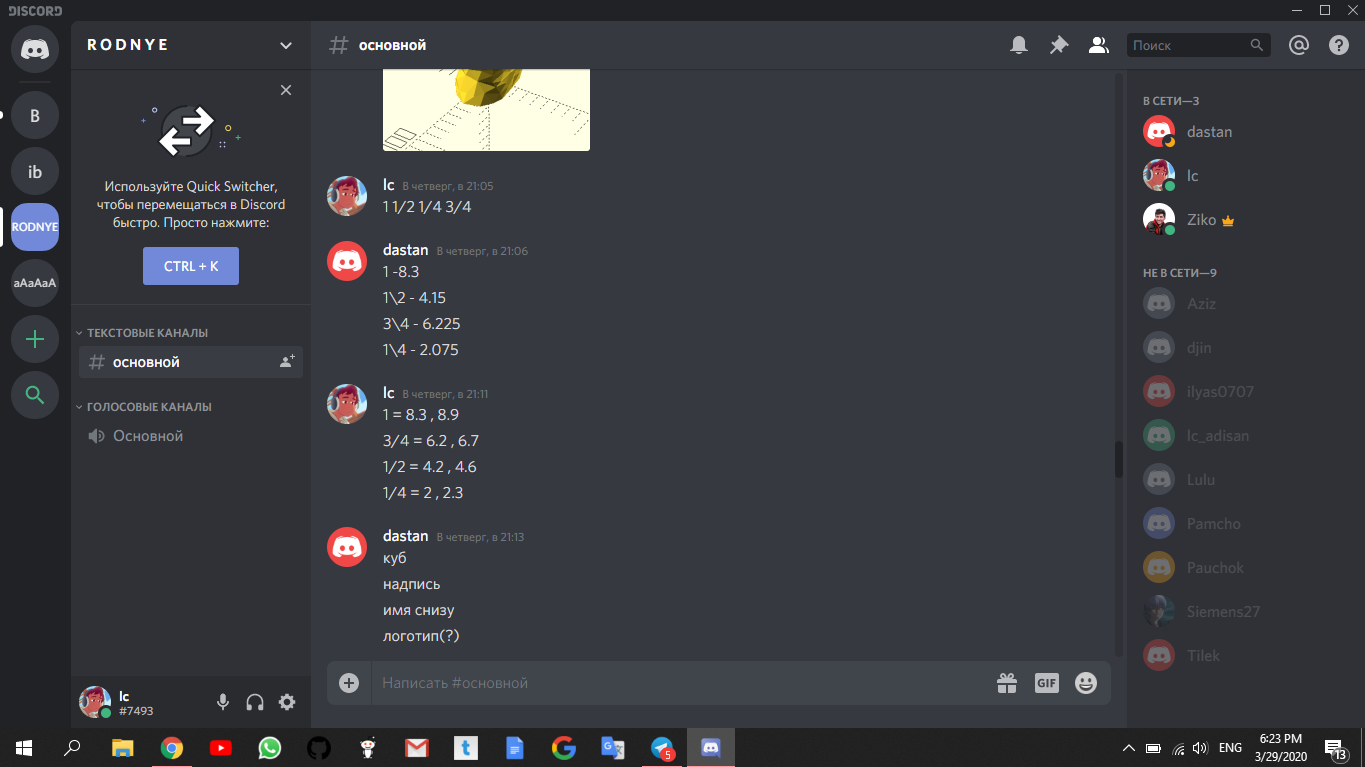 DISCORD
RODNYE
# основной
Поиск
B
ib
RODNYE
aAaAaA
Используйте Quick Switcher,
чтобы перемещаться в Discord
быстро. Просто нажмите:
CTRL + K
ТЕКСТОВЫЕ КАНАЛЫ
# основной
ГОЛОСОВЫЕ КАНАЛЫ
Основной
lc
#7493
lc В четверг, в 21:05
1 1/2 1/4 3/4
dastan В четверг, в 21:06
1 -8.3
1\2 - 4.15
3\4 - 6.225
1\4 - 2.075
lc В четверг, в 21:11
1 = 8.3 , 8.9
3/4 = 6.2 , 6.7
1/2 = 4.2 , 4.6
1/4 = 2 , 2.3
dastan В четверг, в 21:13
куб
надпись
имя снизу
логотип(?)
Написать #основной
GIF
В СЕТИ—3
dastan
lc
Ziko
НЕ В СЕТИ—9
Aziz
djin
ilyas0707
lc_adisan
Lulu
Pamcho
Pauchok
Siemens27
Tilek
5
ENG
6:23 PM
3/29/2020
13